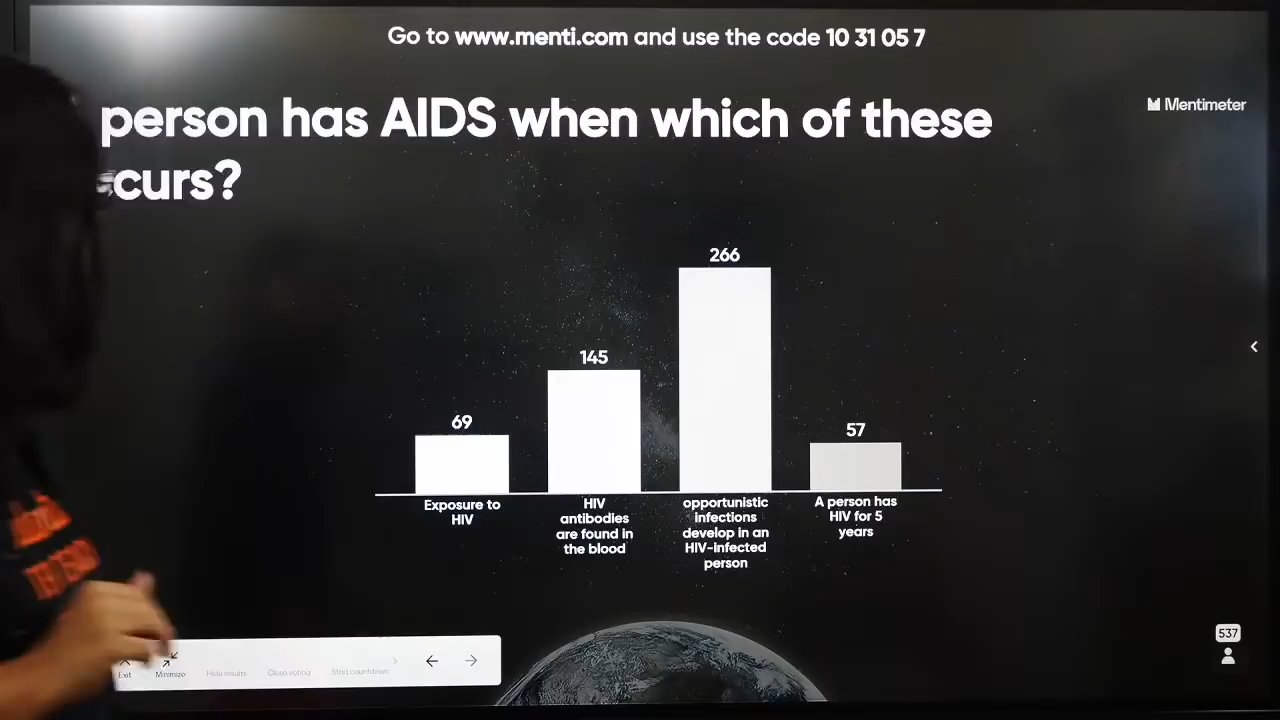 Go to www.menti.com and use the code 10 31 05 7
Mentimeter
person has AIDS when which of these
curs?
266
145
69
57
Exposure to
HIV
HIV
antibodies
are found in
the blood
opportunistic
infections
develop in an
HIV-infected
person
A person has
HIV for 5
years
537
Exit
Minimize
Hide results
Close voting
Start countdown